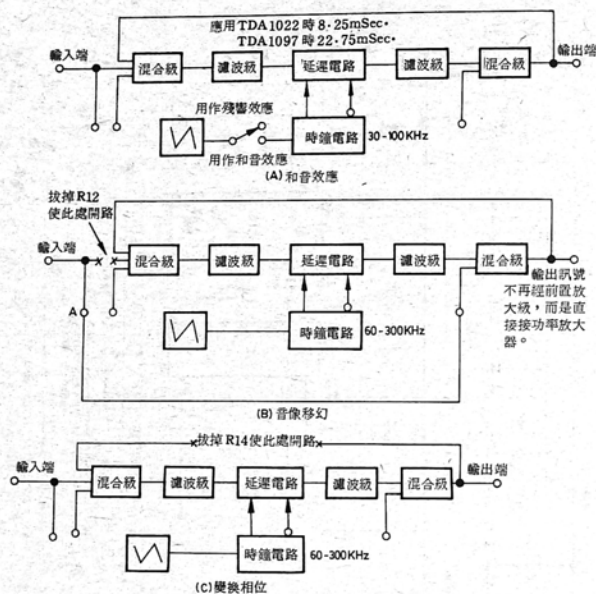 應用TDA1022時8·25mSec·
TDA1097時22·75mSec·
輸入端
輸出端
混合級
濾波級
延遲電路
濾波級
混合級
用作殘響效應
時鐘電路
30-100KHz
用作和音效應
(A)和音效應
拔掉R12
使此處開路
輸入端
混合級
濾波級
延遲電路
濾波級
混合級
輸出訊號
不再經前置放
大級，而是直
接接功率放大
器。
A
時鐘電路
60-300KHz
(B)音像移幻
拔掉R14使此處開路
輸入端
輸出端
混合級
濾波級
延遲電路
濾波級
混合級
時鐘電路
60-300KHz
(C)變換相位